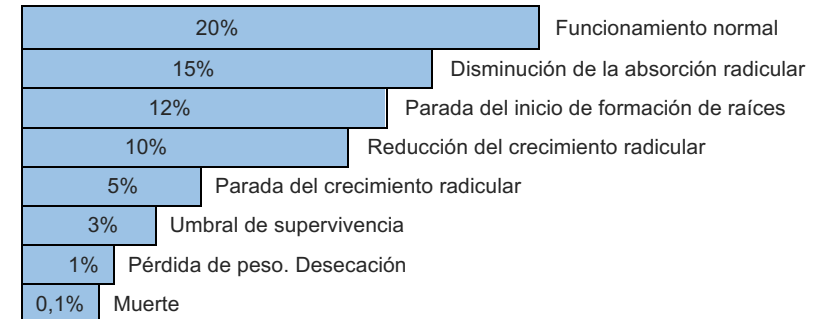 20% Funcionamiento normal
15% Disminución de la absorción radicular
12% Parada del inicio de formación de raíces
10% Reducción del crecimiento radicular
5% Parada del crecimiento radicular
3% Umbral de supervivencia
1% Pérdida de peso. Desecación
0,1% Muerte